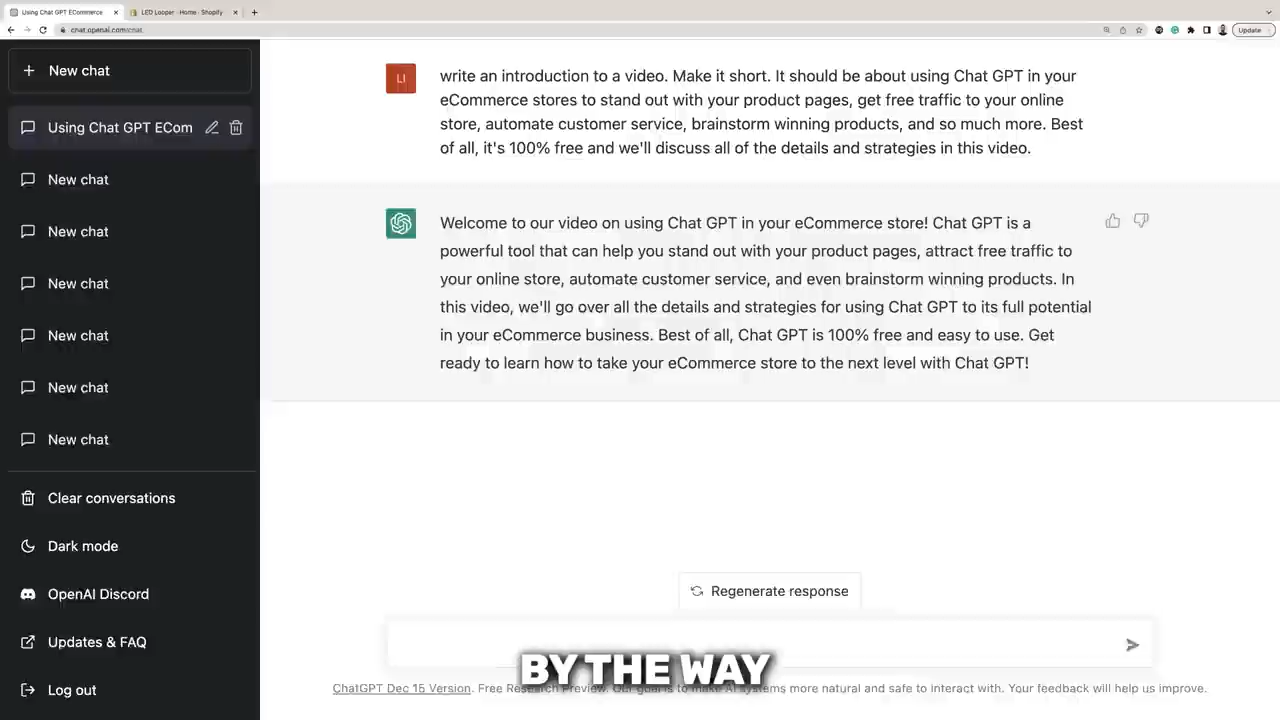 Using Chat GPT ECommerce
LED Looper · Home · Shopify
chat.openai.com/chat
Update
New chat
Using Chat GPT ECom
New chat
New chat
New chat
New chat
New chat
New chat
Clear conversations
Dark mode
OpenAI Discord
Updates & FAQ
Log out
LI
write an introduction to a video. Make it short. It should be about using Chat GPT in your
eCommerce stores to stand out with your product pages, get free traffic to your online
store, automate customer service, brainstorm winning products, and so much more. Best
of all, it's 100% free and we'll discuss all of the details and strategies in this video.
Welcome to our video on using Chat GPT in your eCommerce store! Chat GPT is a
powerful tool that can help you stand out with your product pages, attract free traffic to
your online store, automate customer service, and even brainstorm winning products. In
this video, we'll go over all the details and strategies for using Chat GPT to its full potential
in your eCommerce business. Best of all, Chat GPT is 100% free and easy to use. Get
ready to learn how to take your eCommerce store to the next level with Chat GPT!
Regenerate response
BY THE WAY
ChatGPT Dec 15 Version. Free Research Preview. Our goal is to make AI systems more natural and safe to interact with. Your feedback will help us improve.